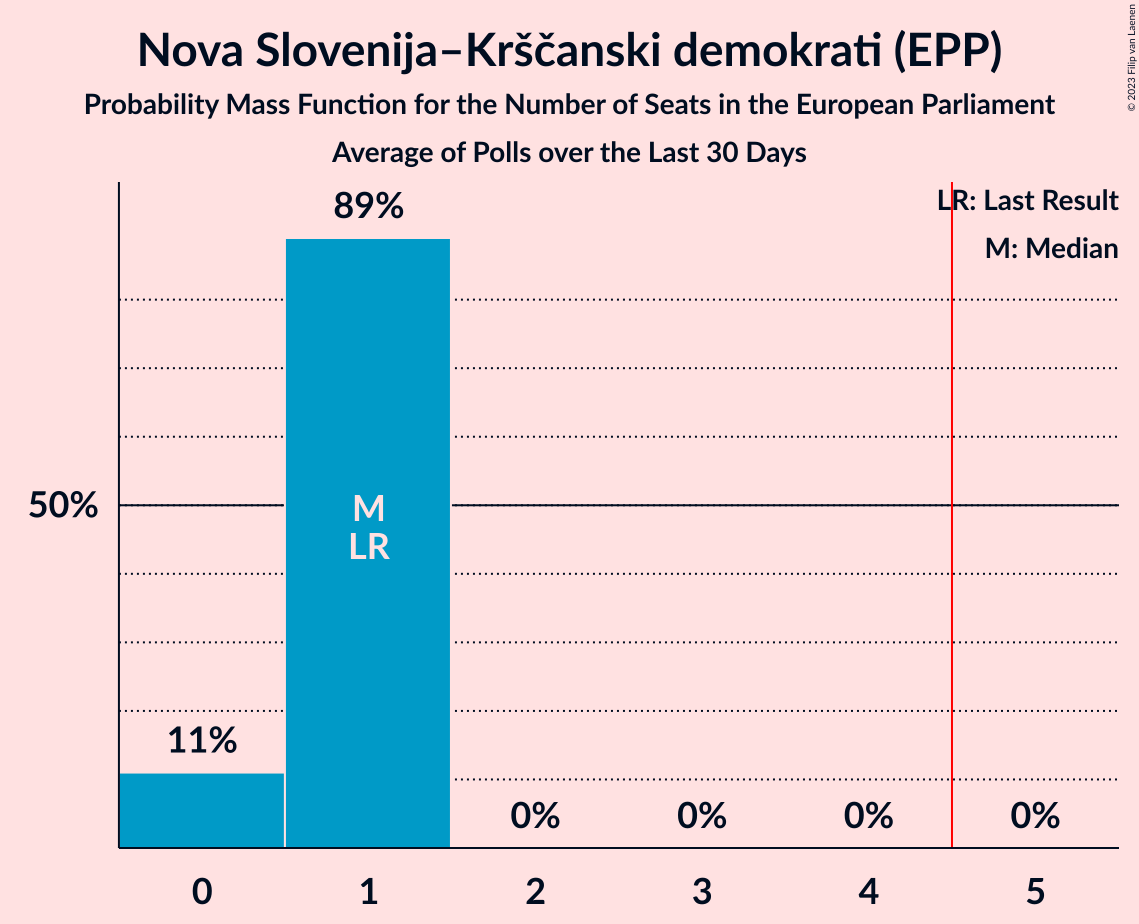 Nova Slovenija–Krščanski demokrati (EPP)
Probability Mass Function for the Number of Seats in the European Parliament
Average of Polls over the Last 30 Days
© 2023 Filip van Laenen
LR: Last Result
M: Median
89%
50%
M
LR
11%
0%
0%
0%
0%
0
1
2
3
4
5